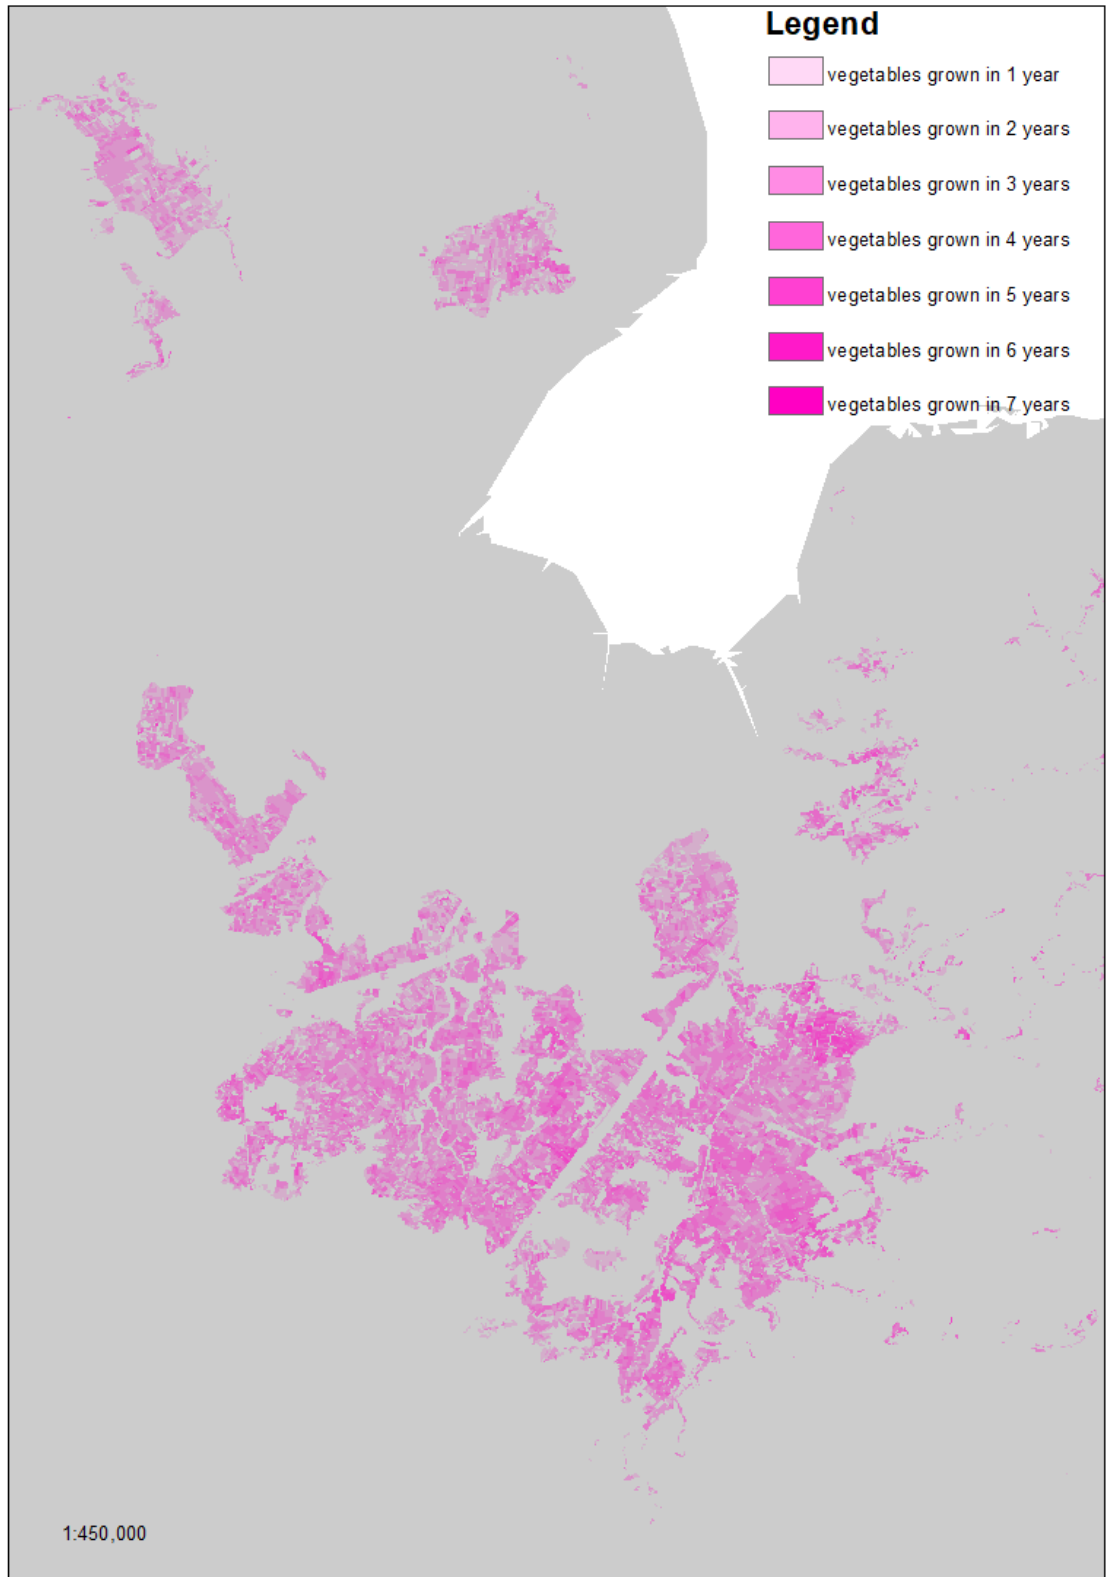 Legend
vegetables grown in 1 year
vegetables grown in 2 years
vegetables grown in 3 years
vegetables grown in 4 years
vegetables grown in 5 years
vegetables grown in 6 years
vegetables grown in 7 years
1:450,000